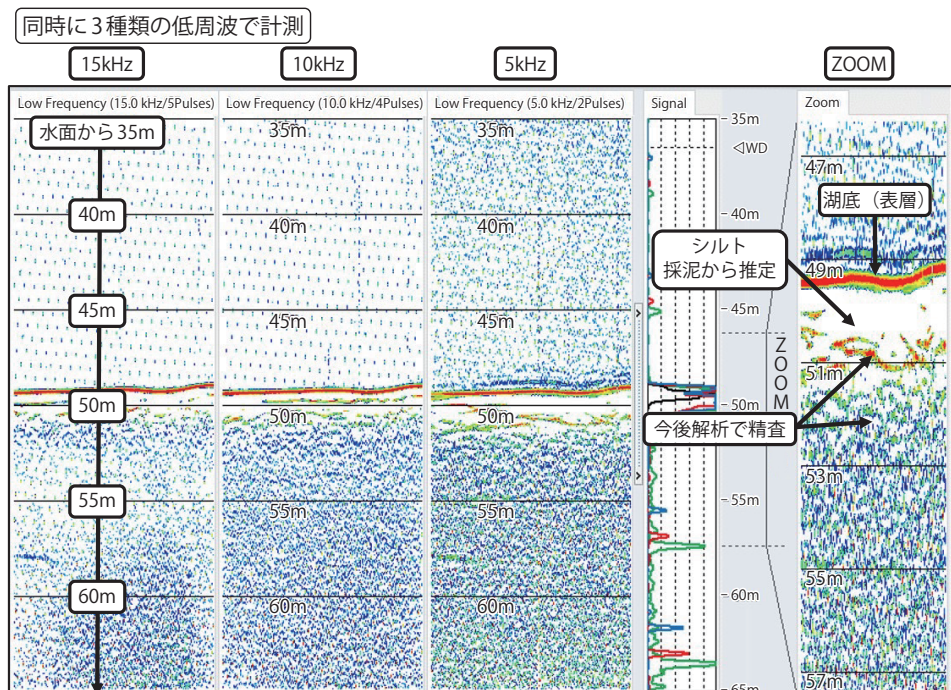 同時に3種類の低周波で計測
15kHz
10kHz
5kHz
ZOOM
Low Frequency (15.0 kHz/5Pulses)
Low Frequency (10.0 kHz/4Pulses)
Low Frequency (5.0 kHz/2Pulses)
Signal
Zoom
水面から35m
40m
45m
50m
55m
60m
35m
40m
45m
50m
55m
60m
35m
40m
45m
50m
55m
60m
35m
WD
40m
45m
50m
55m
60m
65m
ZOOM
47m
49m
51m
53m
55m
57m
湖底（表層）
シルト
採泥から推定
今後解析で精査